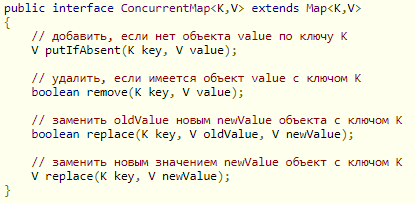 public interface ConcurrentMap<K,V> extends Map<K,V>
{
// добавить, если нет объекта value по ключу K
V putIfAbsent(K key, V value);
// удалить, если имеется объект value с ключом K
boolean remove(K key, V value);
// заменить oldValue новым newValue объекта с ключом K
boolean replace(K key, V oldValue, V newValue);
// заменить новым значением newValue объект с ключом K
V replace(K key, V newValue);
}